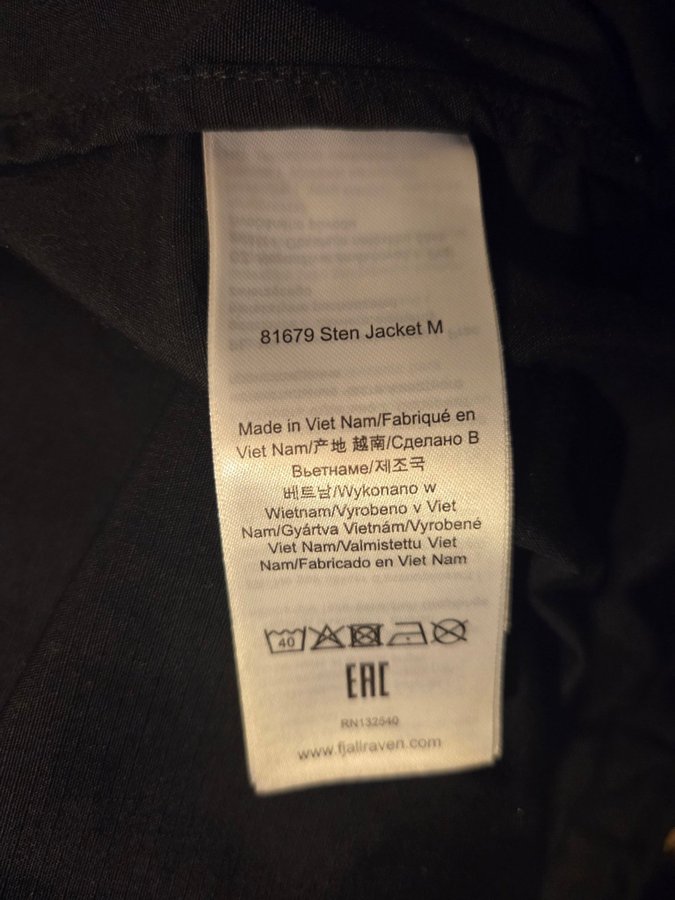 81679 Sten Jacket M
Made in Viet Nam/Fabriqué en
Viet Nam/产地 越南/Сделано В
Вьетнаме/제조국
베트남/Wykonano w
Wietnam/Vyrobeno v Viet
Nam/Gyártva Vietnám/Vyrobené
Viet Nam/Valmistettu Viet
Nam/Fabricado en Viet Nam
40
EAC
RN132540
www.fjallraven.com